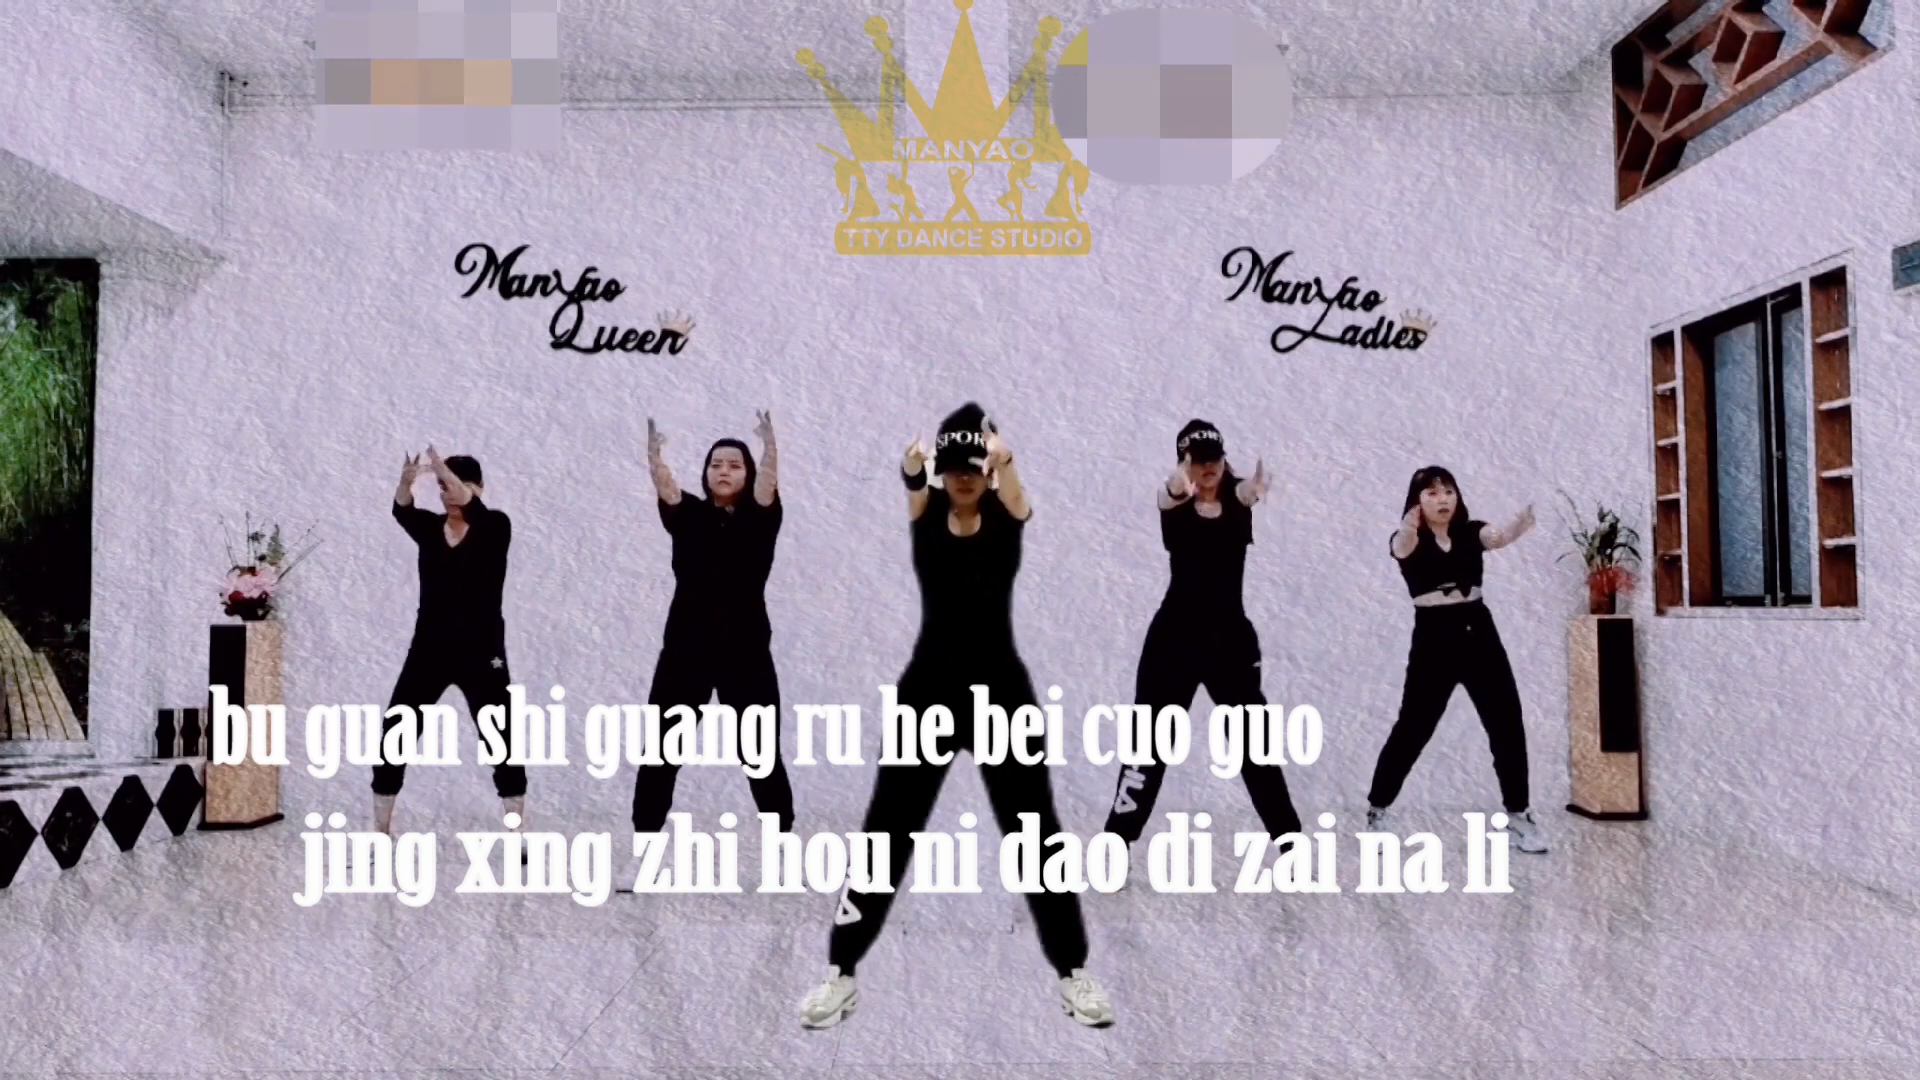 MANYAO
TTY DANCE STUDIO
ManYao
Queen
ManYao
Ladies
SPOR
SPORT
bu guan shi guang ru he bei cuo guo
jing xing zhi hou ni dao di zai na li